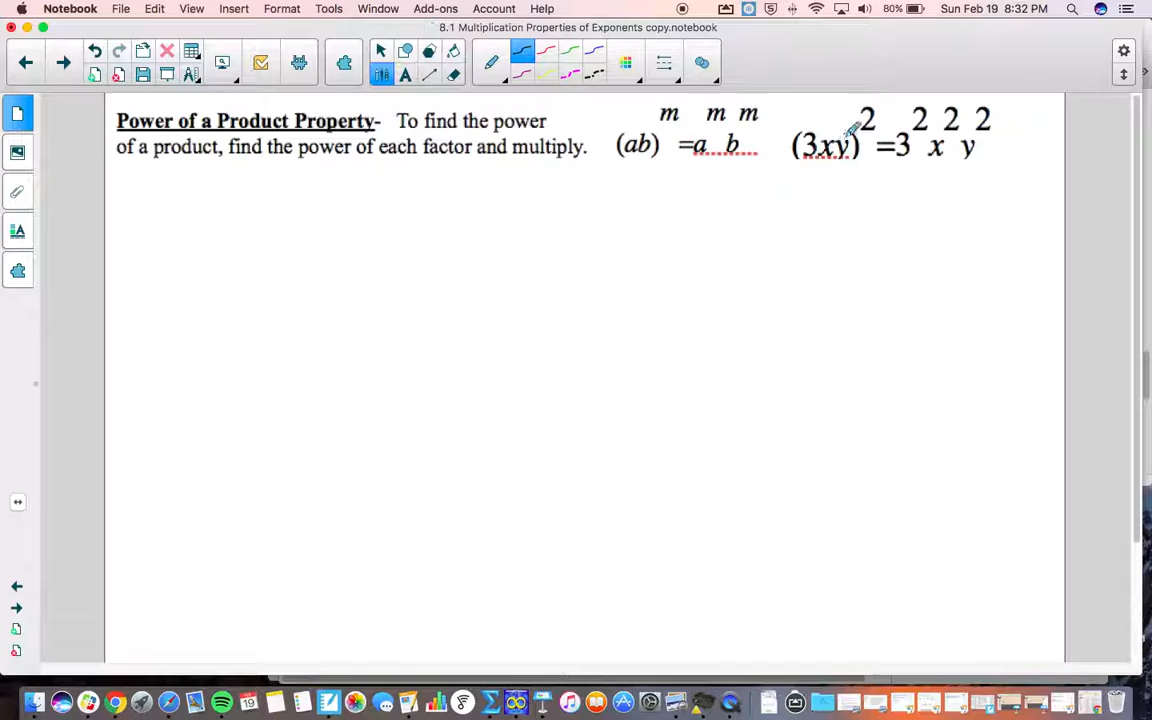 Notebook File Edit View Insert Format Tools Window Add-ons Account Help 80% Sun Feb 19 8:32 PM
8.1 Multiplication Properties of Exponents copy.notebook
Power of a Product Property- To find the power
of a product, find the power of each factor and multiply.
(ab)^m =a^m b^m (3xy)^2 =3^2 x^2 y^2